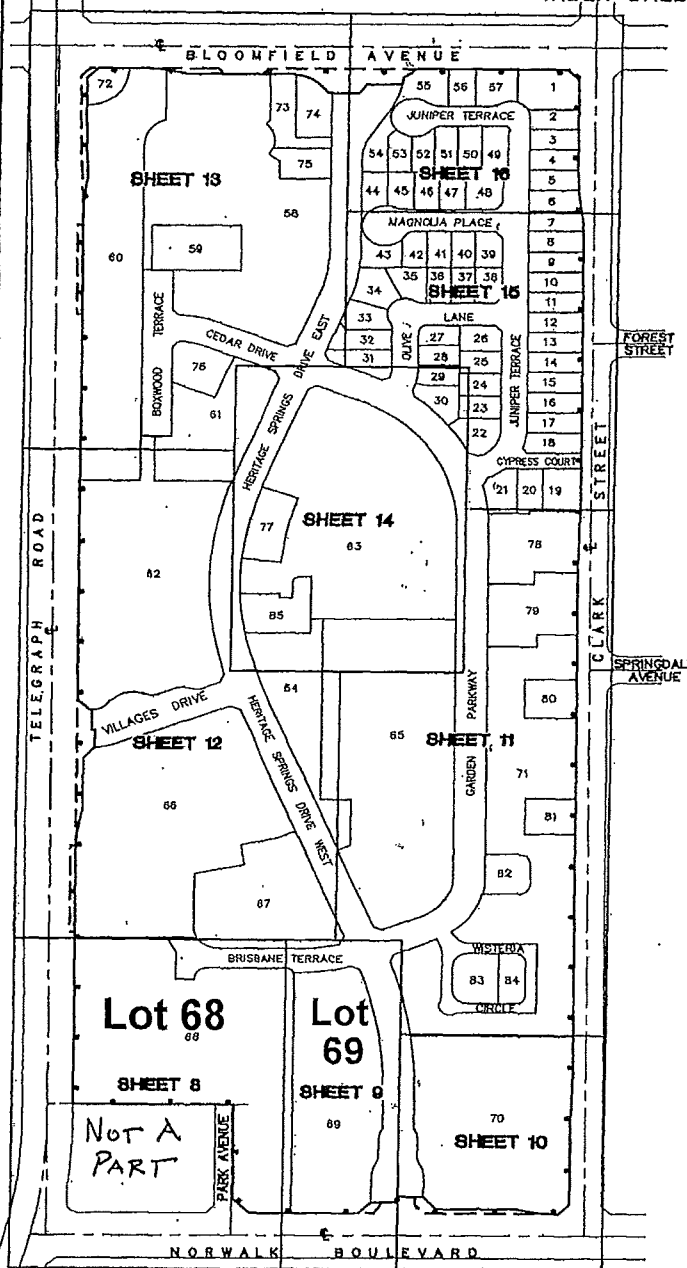 BLOOMFIELD AVENUE
72
73
74
75
55
56
57
1
JUNIPER TERRACE
2
3
54
53
52
51
50
49
4
SHEET 13
SHEET 16
5
44
45
46
47
48
6
58
MAGNOLIA PLACE
7
60
59
8
43
42
41
40
39
9
35
36
37
38
10
34
SHEET 15
11
33
LANE
12
BOXWOOD TERRACE
CEDAR DRIVE
HERITAGE SPRINGS DRIVE EAST
32
OLIVE
27
26
JUNIPER TERRACE
13
FOREST STREET
31
28
25
14
76
29
24
15
61
30
23
16
22
17
18
CYPRESS COURT
21
20
19
77
SHEET 14
63
78
62
85
79
TELEGRAPH ROAD
CLARK STREET
SPRINGDAL
AVENUE
64
80
VILLAGES DRIVE
HERITAGE SPRINGS DRIVE WEST
65
GARDEN PARKWAY
SHEET 12
SHEET 11
71
66
81
82
67
WISTERIA
BRISBANE TERRACE
83
84
CIRCLE
Lot 68
68
Lot
69
SHEET 8
SHEET 9
NOT A
PART
PARK AVENUE
69
70
SHEET 10
NORWALK BOULEVARD